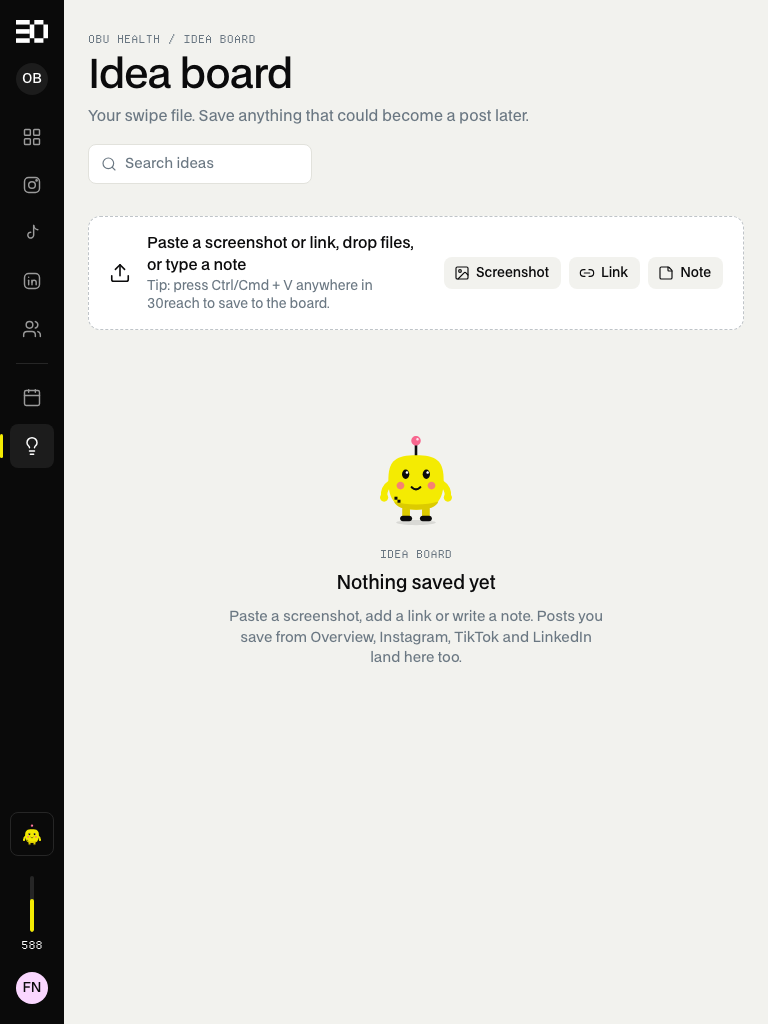 30
OB
OBU HEALTH / IDEA BOARD
Idea board
Your swipe file. Save anything that could become a post later.
Search ideas
Paste a screenshot or link, drop files,
or type a note
Tip: press Ctrl/Cmd + V anywhere in
30reach to save to the board.
Screenshot
Link
Note
IDEA BOARD
Nothing saved yet
Paste a screenshot, add a link or write a note. Posts you
save from Overview, Instagram, TikTok and LinkedIn
land here too.
588
FN